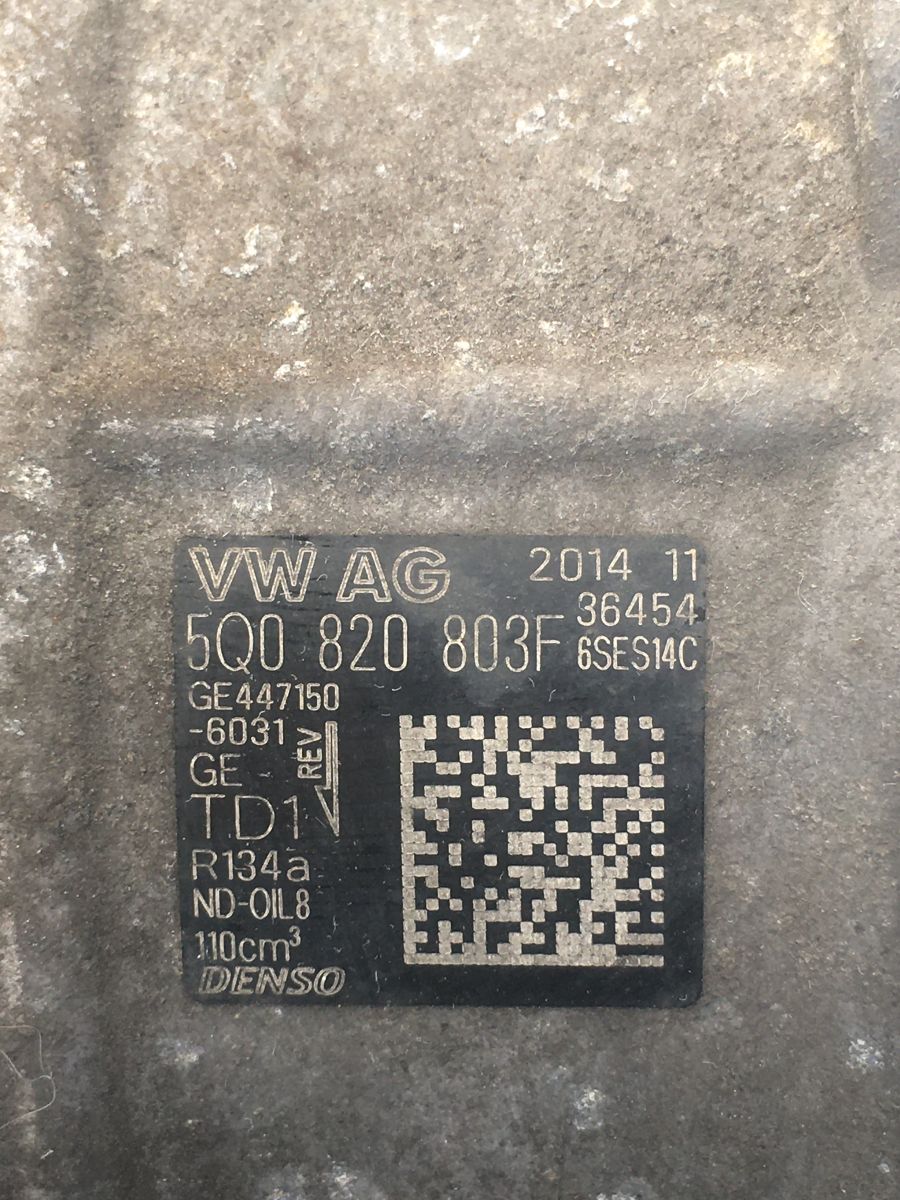 VW AG 2014 11
36454
5Q0 820 803F 6SES14C
GE447150
-6031
REV
GE
TD1
R134a
ND-OIL8
110cm³
DENSO